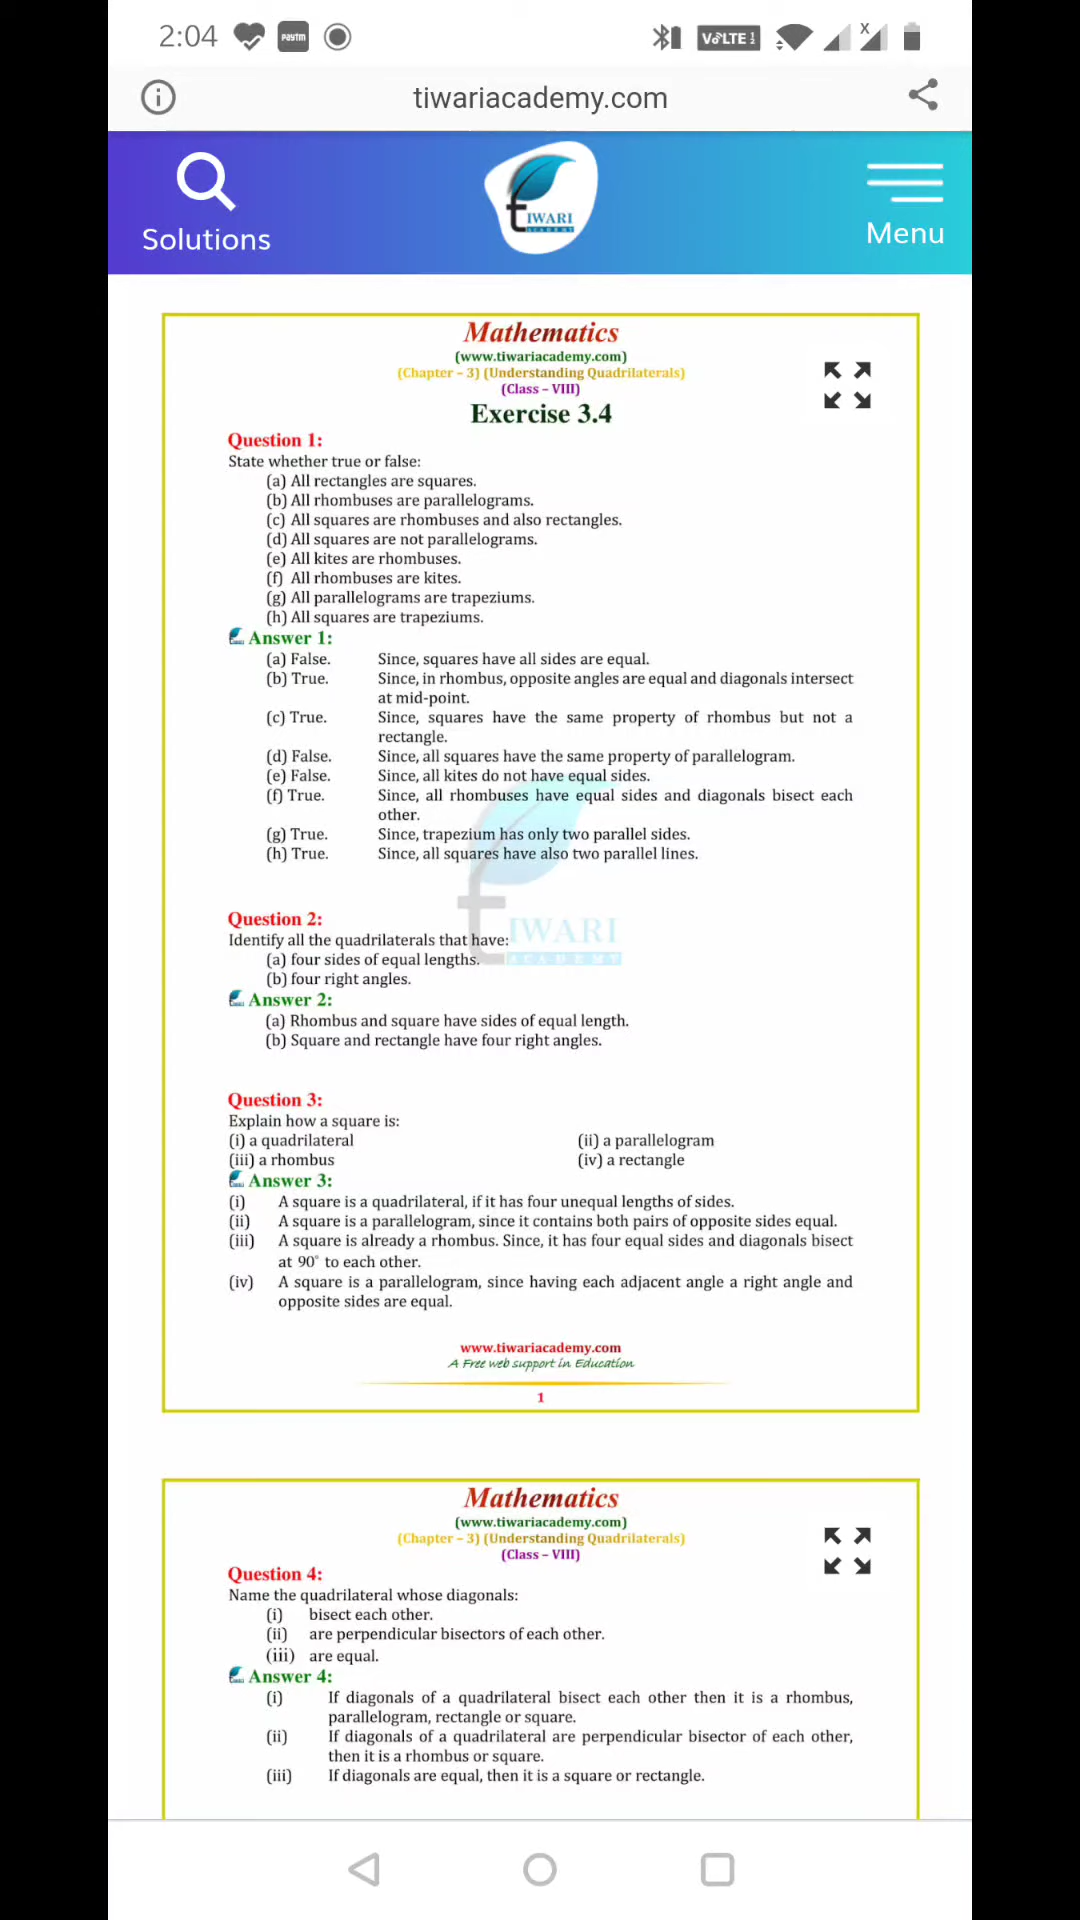 2:04
paytm
VoLTE 1
x
tiwariacademy.com
Solutions
tIWARI
ACADEMY
Menu
Mathematics
(www.tiwariacademy.com)
(Chapter – 3) (Understanding Quadrilaterals)
(Class – VIII)
Exercise 3.4
Question 1:
State whether true or false:
(a) All rectangles are squares.
(b) All rhombuses are parallelograms.
(c) All squares are rhombuses and also rectangles.
(d) All squares are not parallelograms.
(e) All kites are rhombuses.
(f) All rhombuses are kites.
(g) All parallelograms are trapeziums.
(h) All squares are trapeziums.
Answer 1:
(a) False. Since, squares have all sides are equal.
(b) True. Since, in rhombus, opposite angles are equal and diagonals intersect
at mid-point.
(c) True. Since, squares have the same property of rhombus but not a
rectangle.
(d) False. Since, all squares have the same property of parallelogram.
(e) False. Since, all kites do not have equal sides.
(f) True. Since, all rhombuses have equal sides and diagonals bisect each
other.
(g) True. Since, trapezium has only two parallel sides.
(h) True. Since, all squares have also two parallel lines.
tIWARI
ACADEMY
Question 2:
Identify all the quadrilaterals that have:
(a) four sides of equal lengths.
(b) four right angles.
Answer 2:
(a) Rhombus and square have sides of equal length.
(b) Square and rectangle have four right angles.
Question 3:
Explain how a square is:
(i) a quadrilateral (ii) a parallelogram
(iii) a rhombus (iv) a rectangle
Answer 3:
(i) A square is a quadrilateral, if it has four unequal lengths of sides.
(ii) A square is a parallelogram, since it contains both pairs of opposite sides equal.
(iii) A square is already a rhombus. Since, it has four equal sides and diagonals bisect
at 90° to each other.
(iv) A square is a parallelogram, since having each adjacent angle a right angle and
opposite sides are equal.
www.tiwariacademy.com
A Free web support in Education
1
Mathematics
(www.tiwariacademy.com)
(Chapter – 3) (Understanding Quadrilaterals)
(Class – VIII)
Question 4:
Name the quadrilateral whose diagonals:
(i) bisect each other.
(ii) are perpendicular bisectors of each other.
(iii) are equal.
Answer 4:
(i) If diagonals of a quadrilateral bisect each other then it is a rhombus,
parallelogram, rectangle or square.
(ii) If diagonals of a quadrilateral are perpendicular bisector of each other,
then it is a rhombus or square.
(iii) If diagonals are equal, then it is a square or rectangle.